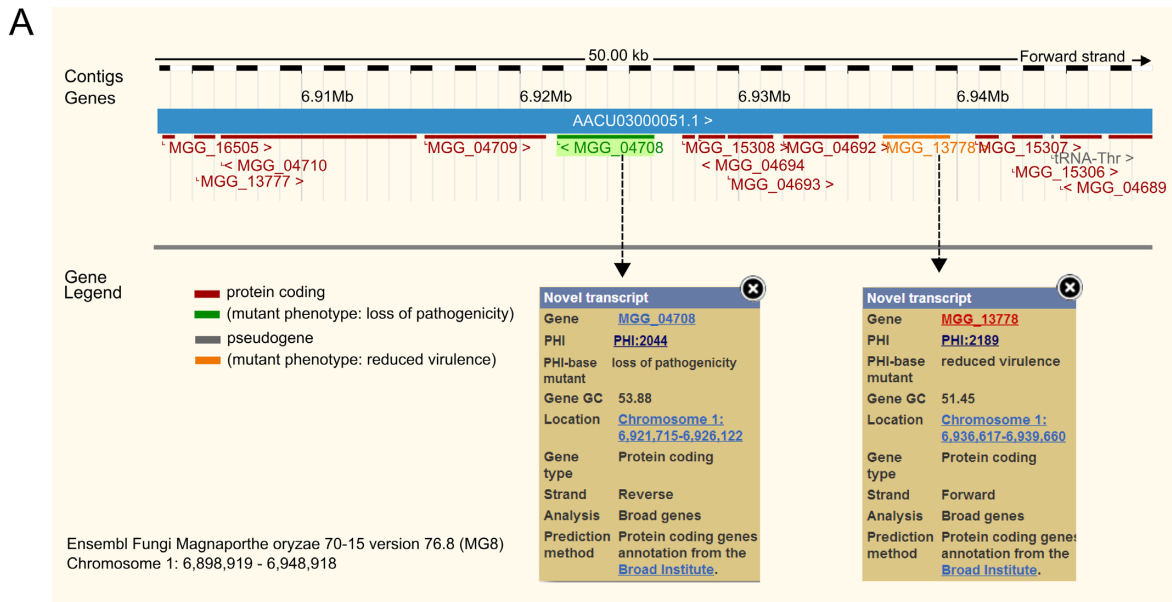 A
50.00 kb
Forward strand
Contigs
Genes
6.91Mb 6.92Mb 6.93Mb 6.94Mb
AACU03000051.1 >
MGG_16505 > MGG_04709 > < MGG_04708 MGG_15308 > MGG_04692 > MGG_13778 MGG_15307 >
< MGG_04710 < MGG_04694 tRNA-Thr >
MGG_13777 > MGG_04693 > MGG_15306 >
< MGG_04689
Gene
Legend
protein coding
(mutant phenotype: loss of pathogenicity)
pseudogene
(mutant phenotype: reduced virulence)
Novel transcript
Gene MGG_04708
PHI PHI:2044
PHI-base mutant loss of pathogenicity
Gene GC 53.88
Location Chromosome 1:
6,921,715-6,926,122
Gene type Protein coding
Strand Reverse
Analysis Broad genes
Prediction method Protein coding genes
annotation from the
Broad Institute.
Novel transcript
Gene MGG_13778
PHI PHI:2189
PHI-base mutant reduced virulence
Gene GC 51.45
Location Chromosome 1:
6,936,617-6,939,660
Gene type Protein coding
Strand Forward
Analysis Broad genes
Prediction method Protein coding genes
annotation from the
Broad Institute.
Ensembl Fungi Magnaporthe oryzae 70-15 version 76.8 (MG8)
Chromosome 1: 6,898,919 - 6,948,918